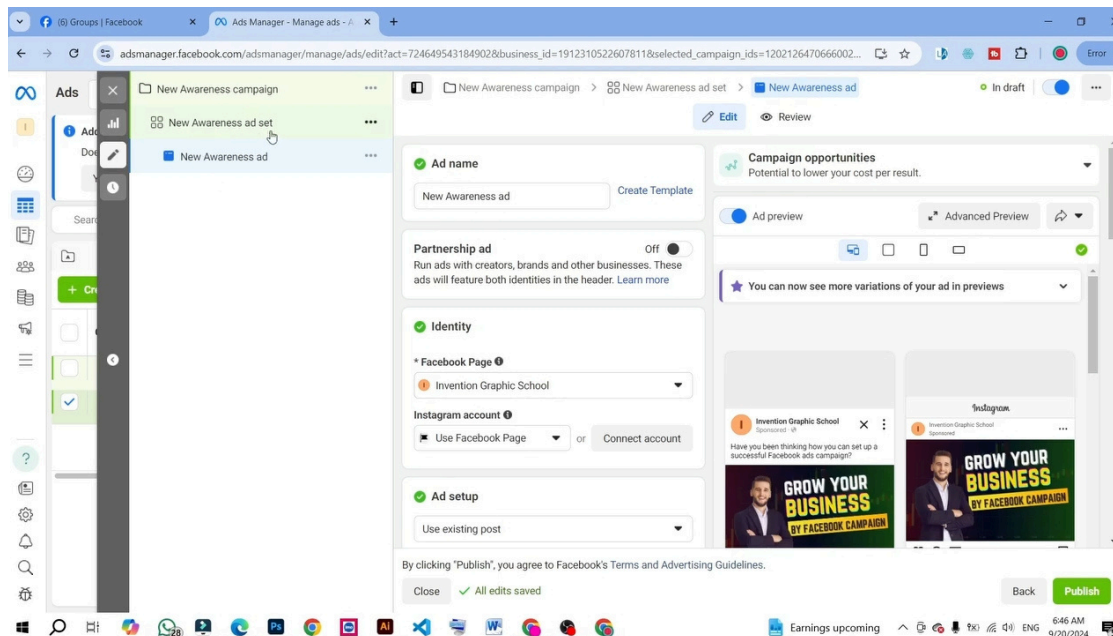 (6) Groups | Facebook
Ads Manager - Manage ads - A
adsmanager.facebook.com/adsmanager/manage/ads/edit?act=724649543184902&business_id=1912310522607811&selected_campaign_ids=1202126470666002...
Error
Ads
New Awareness campaign
New Awareness ad set
New Awareness ad
New Awareness campaign > New Awareness ad set > New Awareness ad
In draft
Edit
Review
Ad name
New Awareness ad
Create Template
Partnership ad
Off
Run ads with creators, brands and other businesses. These
ads will feature both identities in the header. Learn more
Identity
* Facebook Page
Invention Graphic School
Instagram account
Use Facebook Page
or
Connect account
Ad setup
Use existing post
Campaign opportunities
Potential to lower your cost per result.
Ad preview
Advanced Preview
You can now see more variations of your ad in previews
Invention Graphic School
Sponsored
Have you been thinking how you can set up a
successful Facebook ads campaign?
GROW YOUR
BUSINESS
BY FACEBOOK CAMPAIGN
Instagram
Invention Graphic School
Sponsored
GROW YOUR
BUSINESS
BY FACEBOOK CAMPAIGN
By clicking "Publish", you agree to Facebook's Terms and Advertising Guidelines.
Close
All edits saved
Back
Publish
28
Earnings upcoming
ENG
6:46 AM
9/20/2024